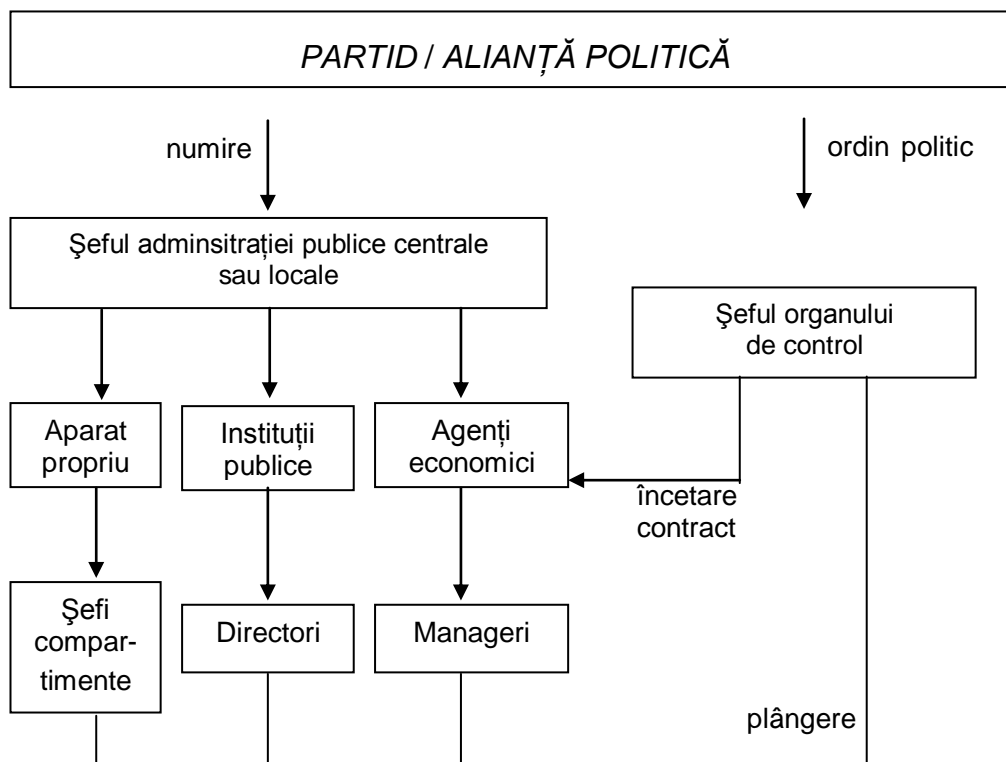 PARTID / ALIANȚĂ POLITICĂ
numire
ordin politic
Şeful adminsitrației publice centrale
sau locale
Şeful organului
de control
Aparat
propriu
Instituții
publice
Agenți
economici
încetare
contract
Şefi
compar-
timente
Directori
Manageri
plângere